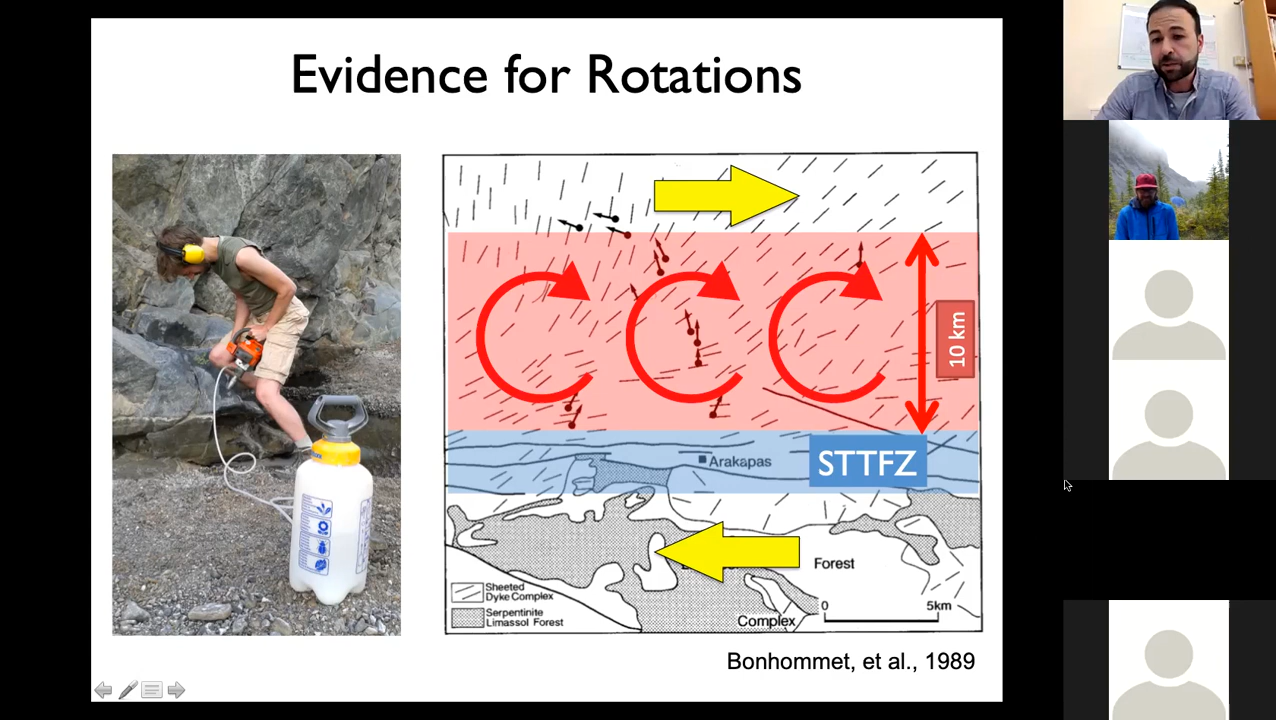 Evidence for Rotations
10 km
Arakapas
STTFZ
Forest
Sheeted
Dyke Complex
Serpentinite
Limassol Forest
Complex
0 5km
Bonhommet, et al., 1989